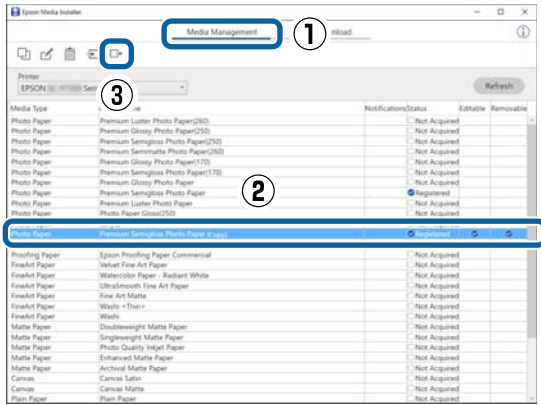 Epson Media Installer
Media Management
nload
①
Printer
EPSON
Seri
③
Refresh
Media Type
Notifications Status Editable Removable
Photo Paper Premium Luster Photo Paper(260) Not Acquired
Photo Paper Premium Glossy Photo Paper(250) Not Acquired
Photo Paper Premium Semigloss Photo Paper(250) Not Acquired
Photo Paper Premium Semimatte Photo Paper(260) Not Acquired
Photo Paper Premium Glossy Photo Paper(170) Not Acquired
Photo Paper Premium Semigloss Photo Paper(170) Not Acquired
Photo Paper Premium Glossy Photo Paper Not Acquired
Photo Paper Premium Semigloss Photo Paper Registered
Photo Paper Premium Luster Photo Paper Not Acquired
Photo Paper Photo Paper Gloss(250) Not Acquired
②
Photo Paper Premium Semigloss Photo Paper (Copy) Registered
Proofing Paper Epson Proofing Paper Commercial Not Acquired
FineArt Paper Velvet Fine Art Paper Not Acquired
FineArt Paper Watercolor Paper - Radiant White Not Acquired
FineArt Paper UltraSmooth Fine Art Paper Not Acquired
FineArt Paper Fine Art Matte Not Acquired
FineArt Paper Washi <Thin> Not Acquired
FineArt Paper Washi Not Acquired
Matte Paper Doubleweight Matte Paper Not Acquired
Matte Paper Singleweight Matte Paper Not Acquired
Matte Paper Photo Quality Inkjet Paper Not Acquired
Matte Paper Enhanced Matte Paper Not Acquired
Matte Paper Archival Matte Paper Not Acquired
Canvas Canvas Satin Not Acquired
Canvas Canvas Matte Not Acquired
Plain Paper Plain Paper Not Acquired